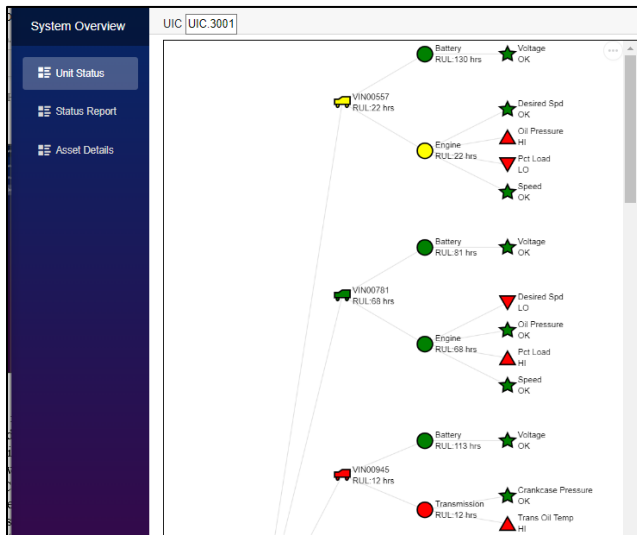 System Overview
UIC UIC.3001
Unit Status
Status Report
Asset Details
Battery
RUL:130 hrs
Voltage
OK
VIN00557
RUL:22 hrs
Desired Spd
OK
Engine
RUL:22 hrs
Oil Pressure
HI
Pct Load
LO
Speed
OK
Battery
RUL:81 hrs
Voltage
OK
VIN00781
RUL:68 hrs
Desired Spd
LO
Engine
RUL:68 hrs
Oil Pressure
OK
Pct Load
HI
Speed
OK
Battery
RUL:113 hrs
Voltage
OK
VIN00945
RUL:12 hrs
Transmission
RUL:12 hrs
Crankcase Pressure
OK
Trans Oil Temp
HI